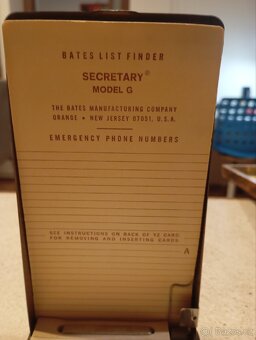 BATES LIST FINDER
SECRETARY®
MODEL G
THE BATES MANUFACTURING COMPANY
ORANGE • NEW JERSEY 07051, U.S.A.
EMERGENCY PHONE NUMBERS
SEE INSTRUCTIONS ON BACK OF YZ CARD
FOR REMOVING AND INSERTING CARDS
A